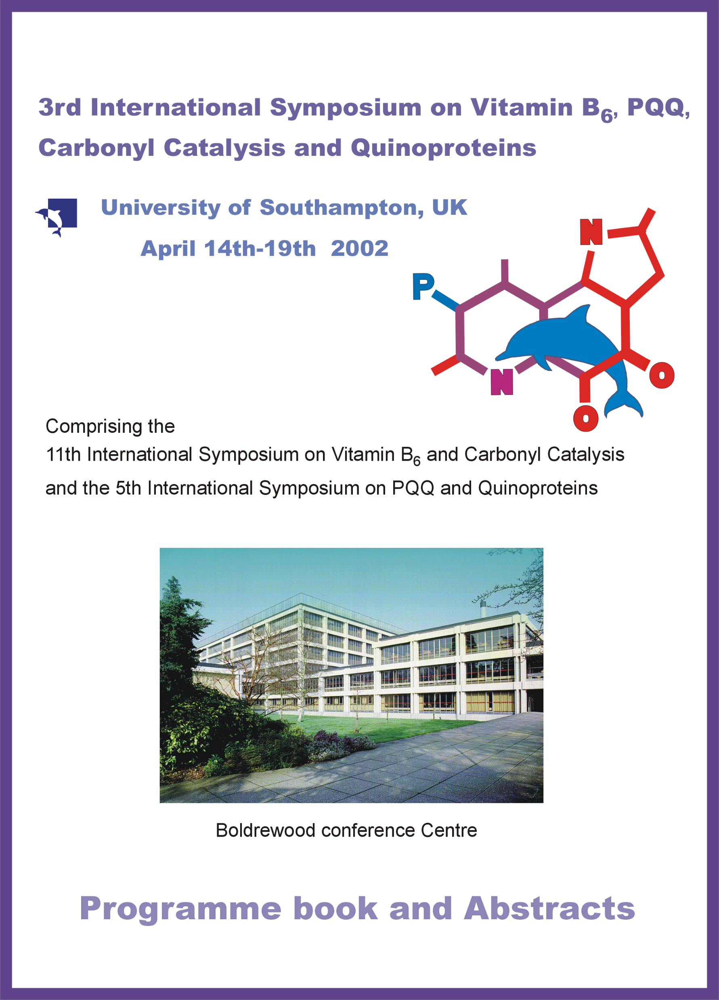 3rd International Symposium on Vitamin B₆, PQQ,
Carbonyl Catalysis and Quinoproteins
University of Southampton, UK
April 14th-19th 2002
N
P
N
O
O
Comprising the
11th International Symposium on Vitamin B₆ and Carbonyl Catalysis
and the 5th International Symposium on PQQ and Quinoproteins
Boldrewood conference Centre
Programme book and Abstracts